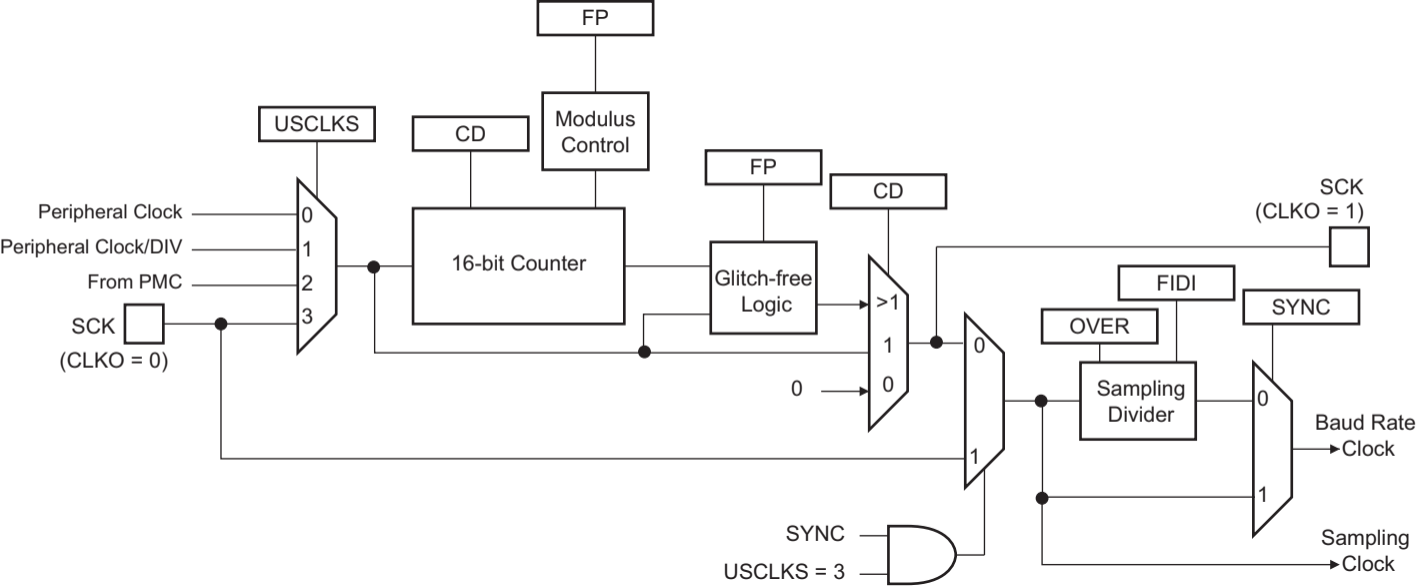 FP
Modulus
Control
USCLKS
CD
FP
CD
SCK
(CLKO = 1)
Peripheral Clock
0
Peripheral Clock/DIV
1
From PMC
2
SCK
3
(CLKO = 0)
16-bit Counter
Glitch-free
Logic
>1
1
0
0
FIDI
OVER
SYNC
0
Sampling
Divider
0
1
1
Baud Rate
Clock
SYNC
USCLKS = 3
Sampling
Clock